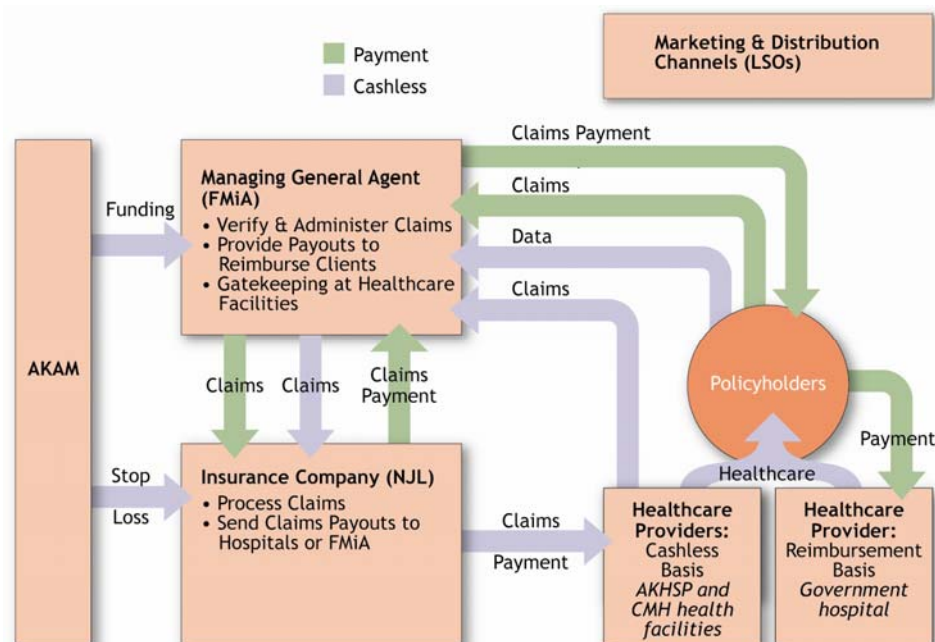 Payment
Cashless
Marketing & Distribution
Channels (LSOs)
AKAM
Funding
Stop
Loss
Managing General Agent
(FMiA)
• Verify & Administer Claims
• Provide Payouts to
Reimburse Clients
• Gatekeeping at Healthcare
Facilities
Claims Payment
Claims
Data
Claims
Claims
Claims
Claims
Payment
Policyholders
Payment
Healthcare
Insurance Company (NJL)
• Process Claims
• Send Claims Payouts to
Hospitals or FMiA
Claims
Payment
Healthcare
Providers:
Cashless
Basis
AKHSP and
CMH health
facilities
Healthcare
Provider:
Reimbursement
Basis
Government
hospital